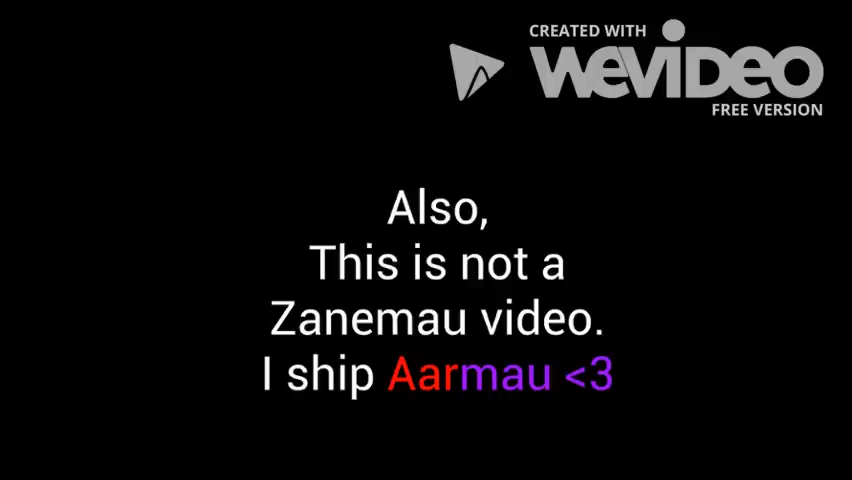 CREATED WITH
WEVIDEO
FREE VERSION
Also,
This is not a
Zanemau video.
I ship Aarmau <3